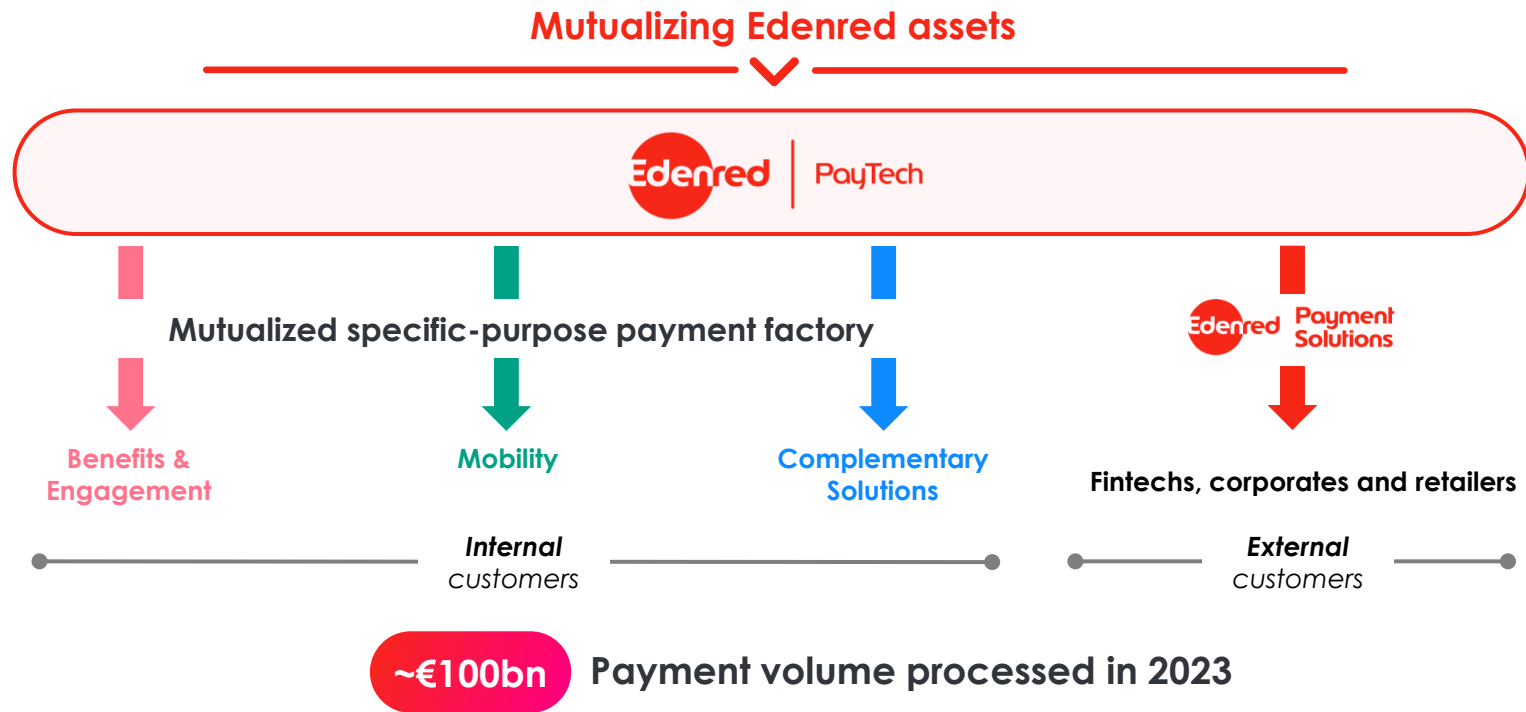 Mutualizing Edenred assets
Edenred PayTech
Mutualized specific-purpose payment factory
Edenred Payment
Solutions
Benefits &
Engagement
Mobility
Complementary
Solutions
Fintechs, corporates and retailers
Internal
customers
External
customers
~€100bn Payment volume processed in 2023